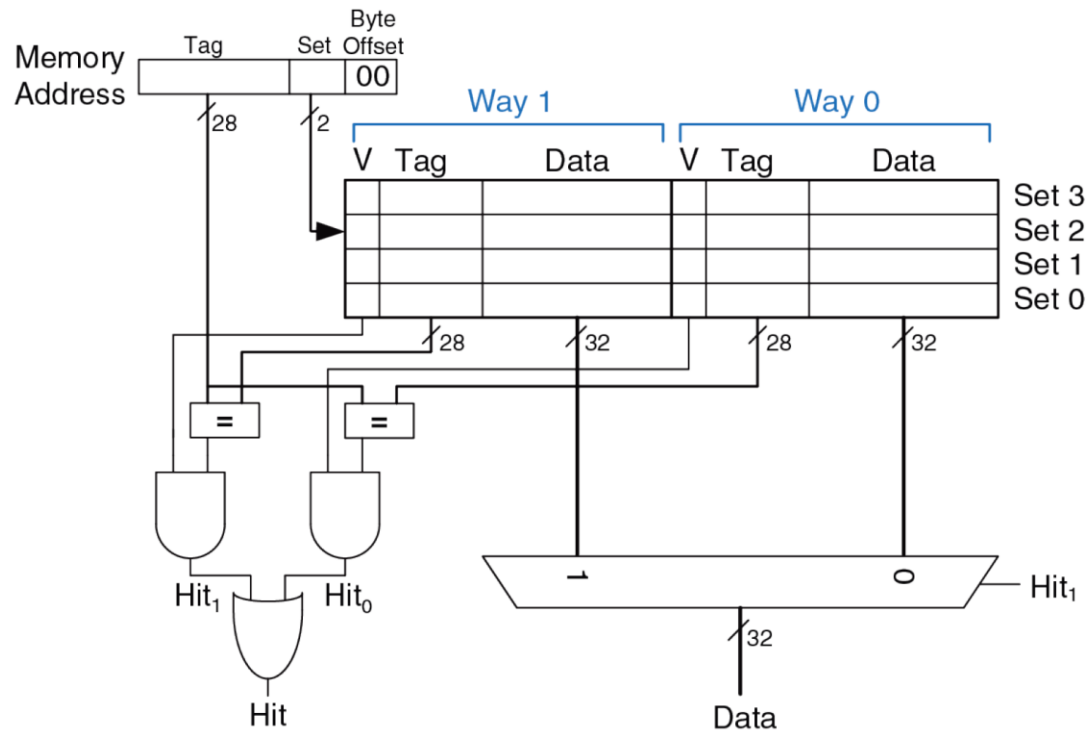 Byte
Tag Set Offset
Memory Address
00
28 2
Way 1 Way 0
V Tag Data V Tag Data
Set 3
Set 2
Set 1
Set 0
28 32 28 32
= =
1 0
Hit1 Hit0 Hit1
32
Hit Data